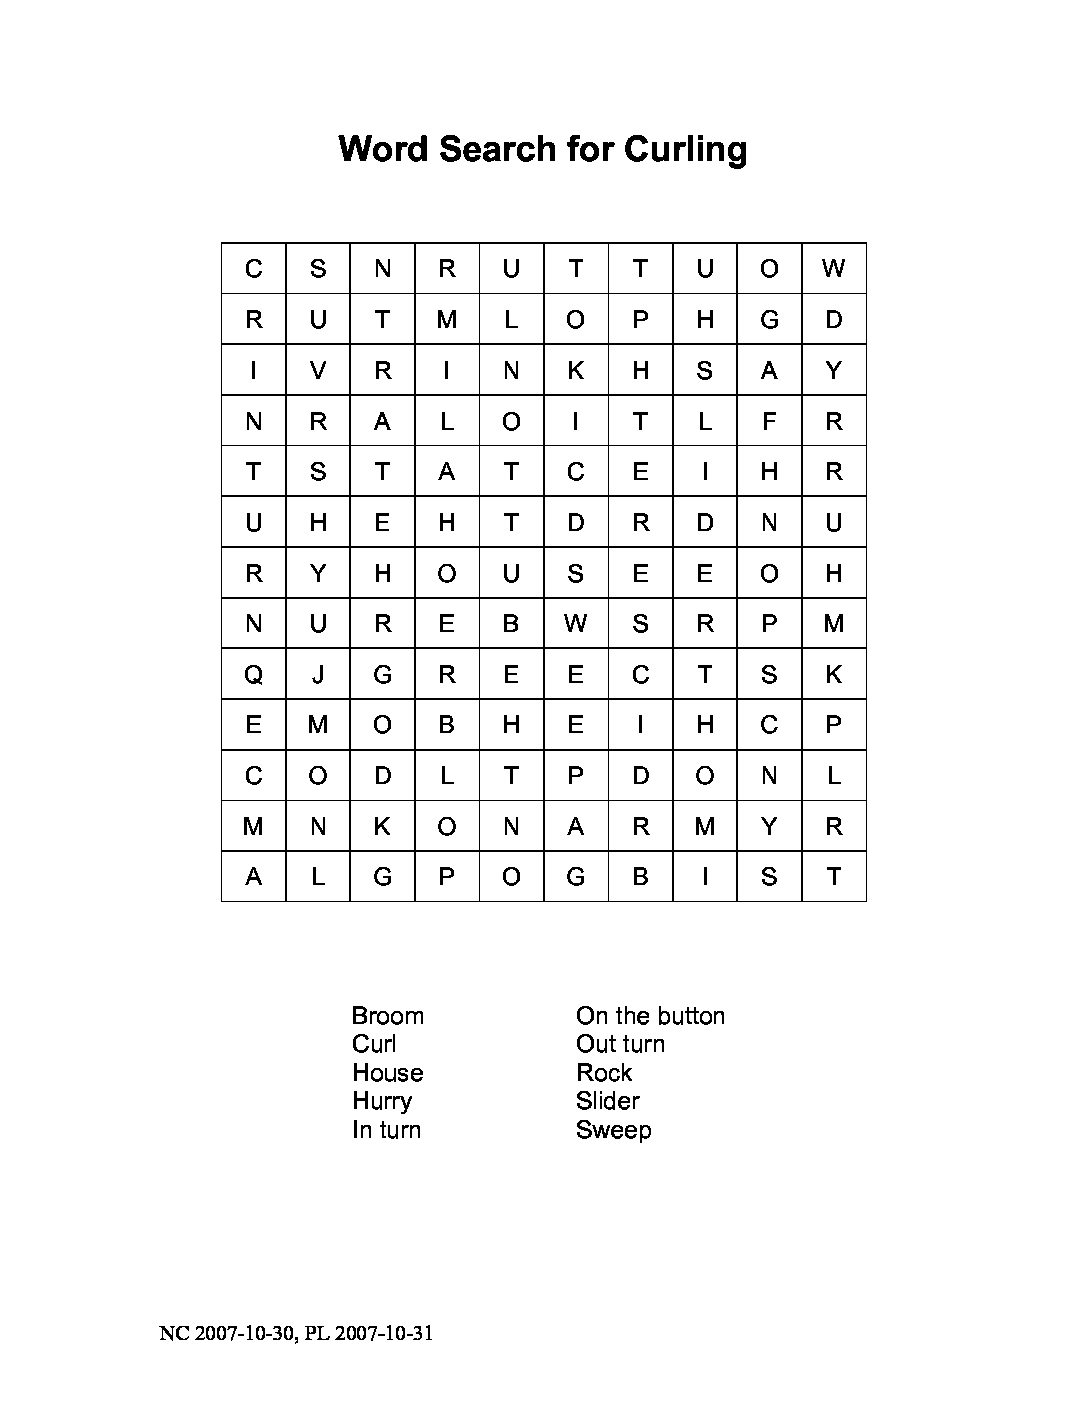 Word Search for Curling
C S N R U T T U O W
R U T M L O P H G D
I V R I N K H S A Y
N R A L O I T L F R
T S T A T C E I H R
U H E H T D R D N U
R Y H O U S E E O H
N U R E B W S R P M
Q J G R E E C T S K
E M O B H E I H C P
C O D L T P D O N L
M N K O N A R M Y R
A L G P O G B I S T
Broom On the button
Curl Out turn
House Rock
Hurry Slider
In turn Sweep
NC 2007-10-30, PL 2007-10-31